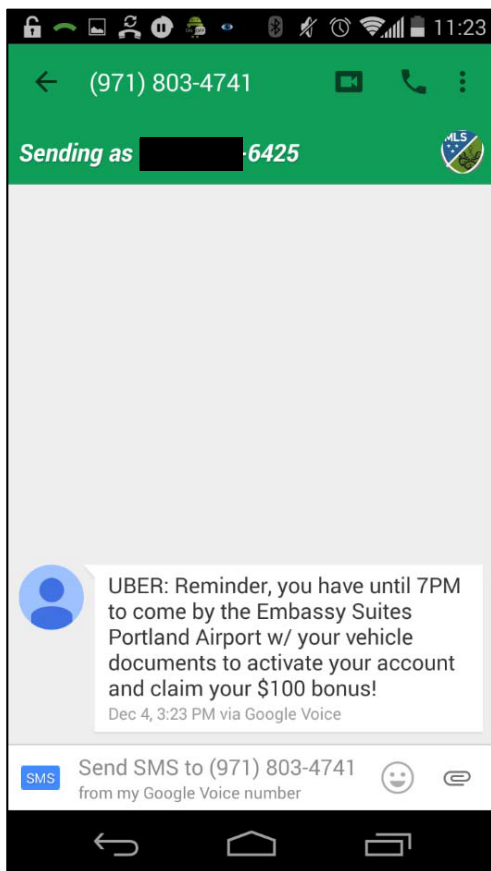 11:23
(971) 803-4741
Sending as -6425
MLS
UBER: Reminder, you have until 7PM
to come by the Embassy Suites
Portland Airport w/ your vehicle
documents to activate your account
and claim your $100 bonus!
Dec 4, 3:23 PM via Google Voice
SMS
Send SMS to (971) 803-4741
from my Google Voice number